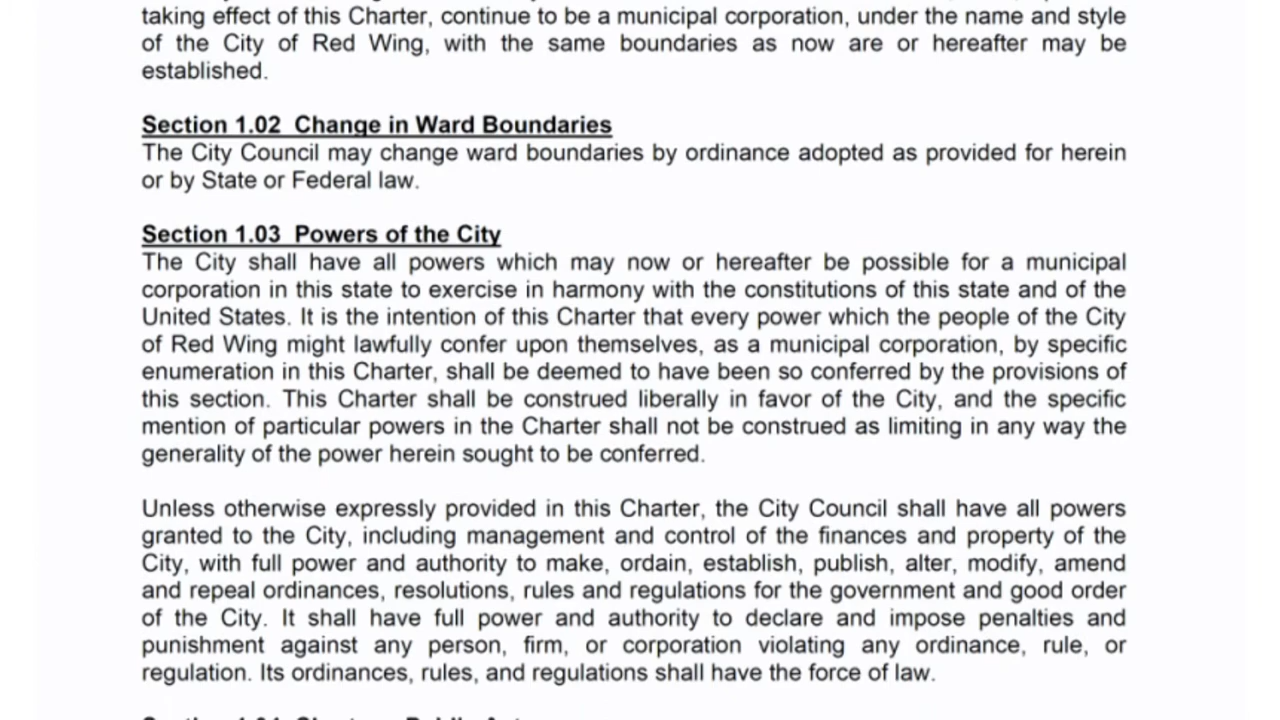 taking effect of this Charter, continue to be a municipal corporation, under the name and style
of the City of Red Wing, with the same boundaries as now are or hereafter may be
established.
Section 1.02 Change in Ward Boundaries
The City Council may change ward boundaries by ordinance adopted as provided for herein
or by State or Federal law.
Section 1.03 Powers of the City
The City shall have all powers which may now or hereafter be possible for a municipal
corporation in this state to exercise in harmony with the constitutions of this state and of the
United States. It is the intention of this Charter that every power which the people of the City
of Red Wing might lawfully confer upon themselves, as a municipal corporation, by specific
enumeration in this Charter, shall be deemed to have been so conferred by the provisions of
this section. This Charter shall be construed liberally in favor of the City, and the specific
mention of particular powers in the Charter shall not be construed as limiting in any way the
generality of the power herein sought to be conferred.
Unless otherwise expressly provided in this Charter, the City Council shall have all powers
granted to the City, including management and control of the finances and property of the
City, with full power and authority to make, ordain, establish, publish, alter, modify, amend
and repeal ordinances, resolutions, rules and regulations for the government and good order
of the City. It shall have full power and authority to declare and impose penalties and
punishment against any person, firm, or corporation violating any ordinance, rule, or
regulation. Its ordinances, rules, and regulations shall have the force of law.